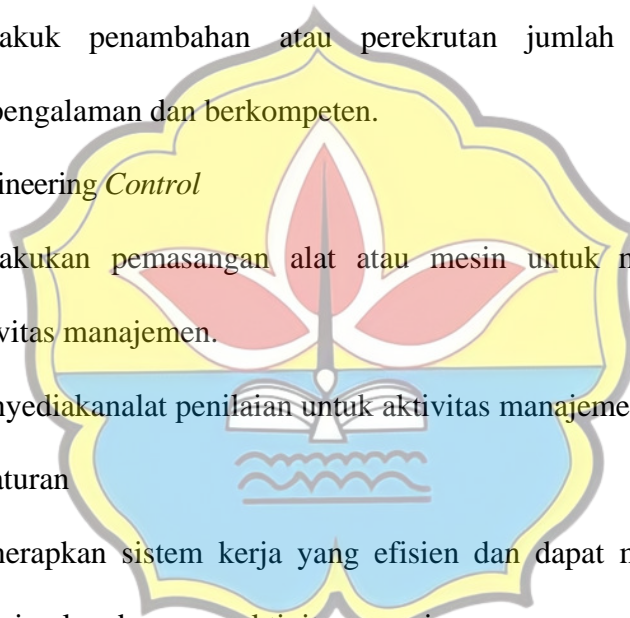 akuk penambahan atau perekrutan jumlah
pengalaman dan berkompeten.
ineering Control
akukan pemasangan alat atau mesin untuk m
vitas manajemen.
nyediakanalat penilaian untuk aktivitas manajeme
aturan
nerapkan sistem kerja yang efisien dan dapat m